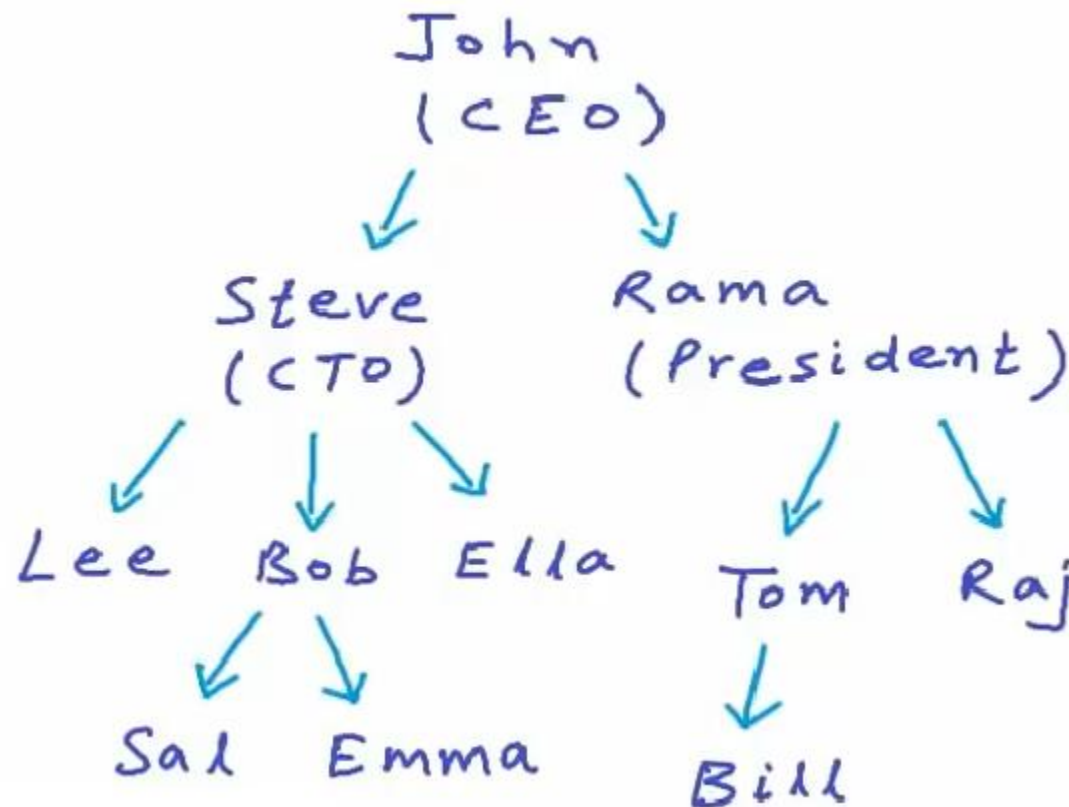 John
(CEO)
Steve
(CTO)
Rama
(President)
Lee Bob Ella
Tom Raj
Sal Emma
Bill